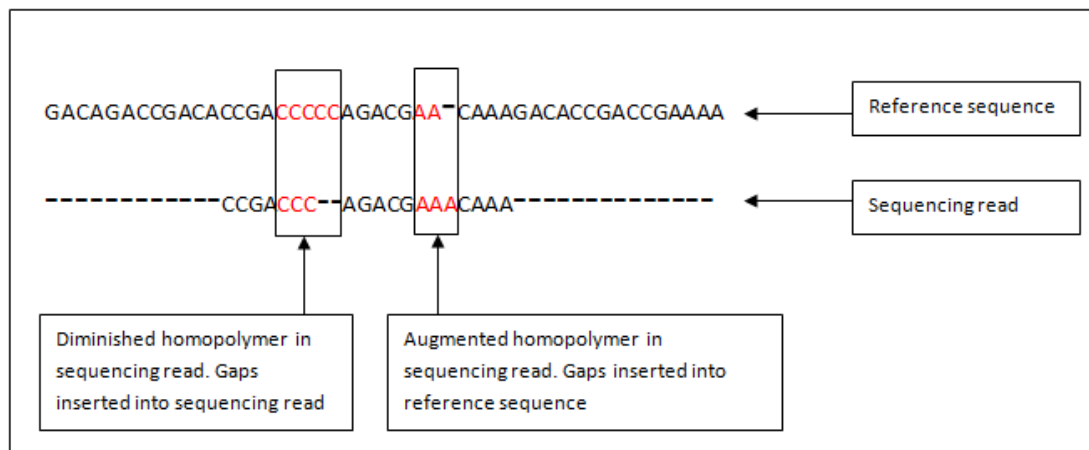 GACAGACCGACACCGACCCCCAGACGAA-CAAAGACACCGACCGAAAA
Reference sequence
--------------CCGACCC--AGACGAAACAAA--------------
Sequencing read
Diminished homopolymer in
sequencing read. Gaps
inserted into sequencing read
Augmented homopolymer in
sequencing read. Gaps inserted into
reference sequence